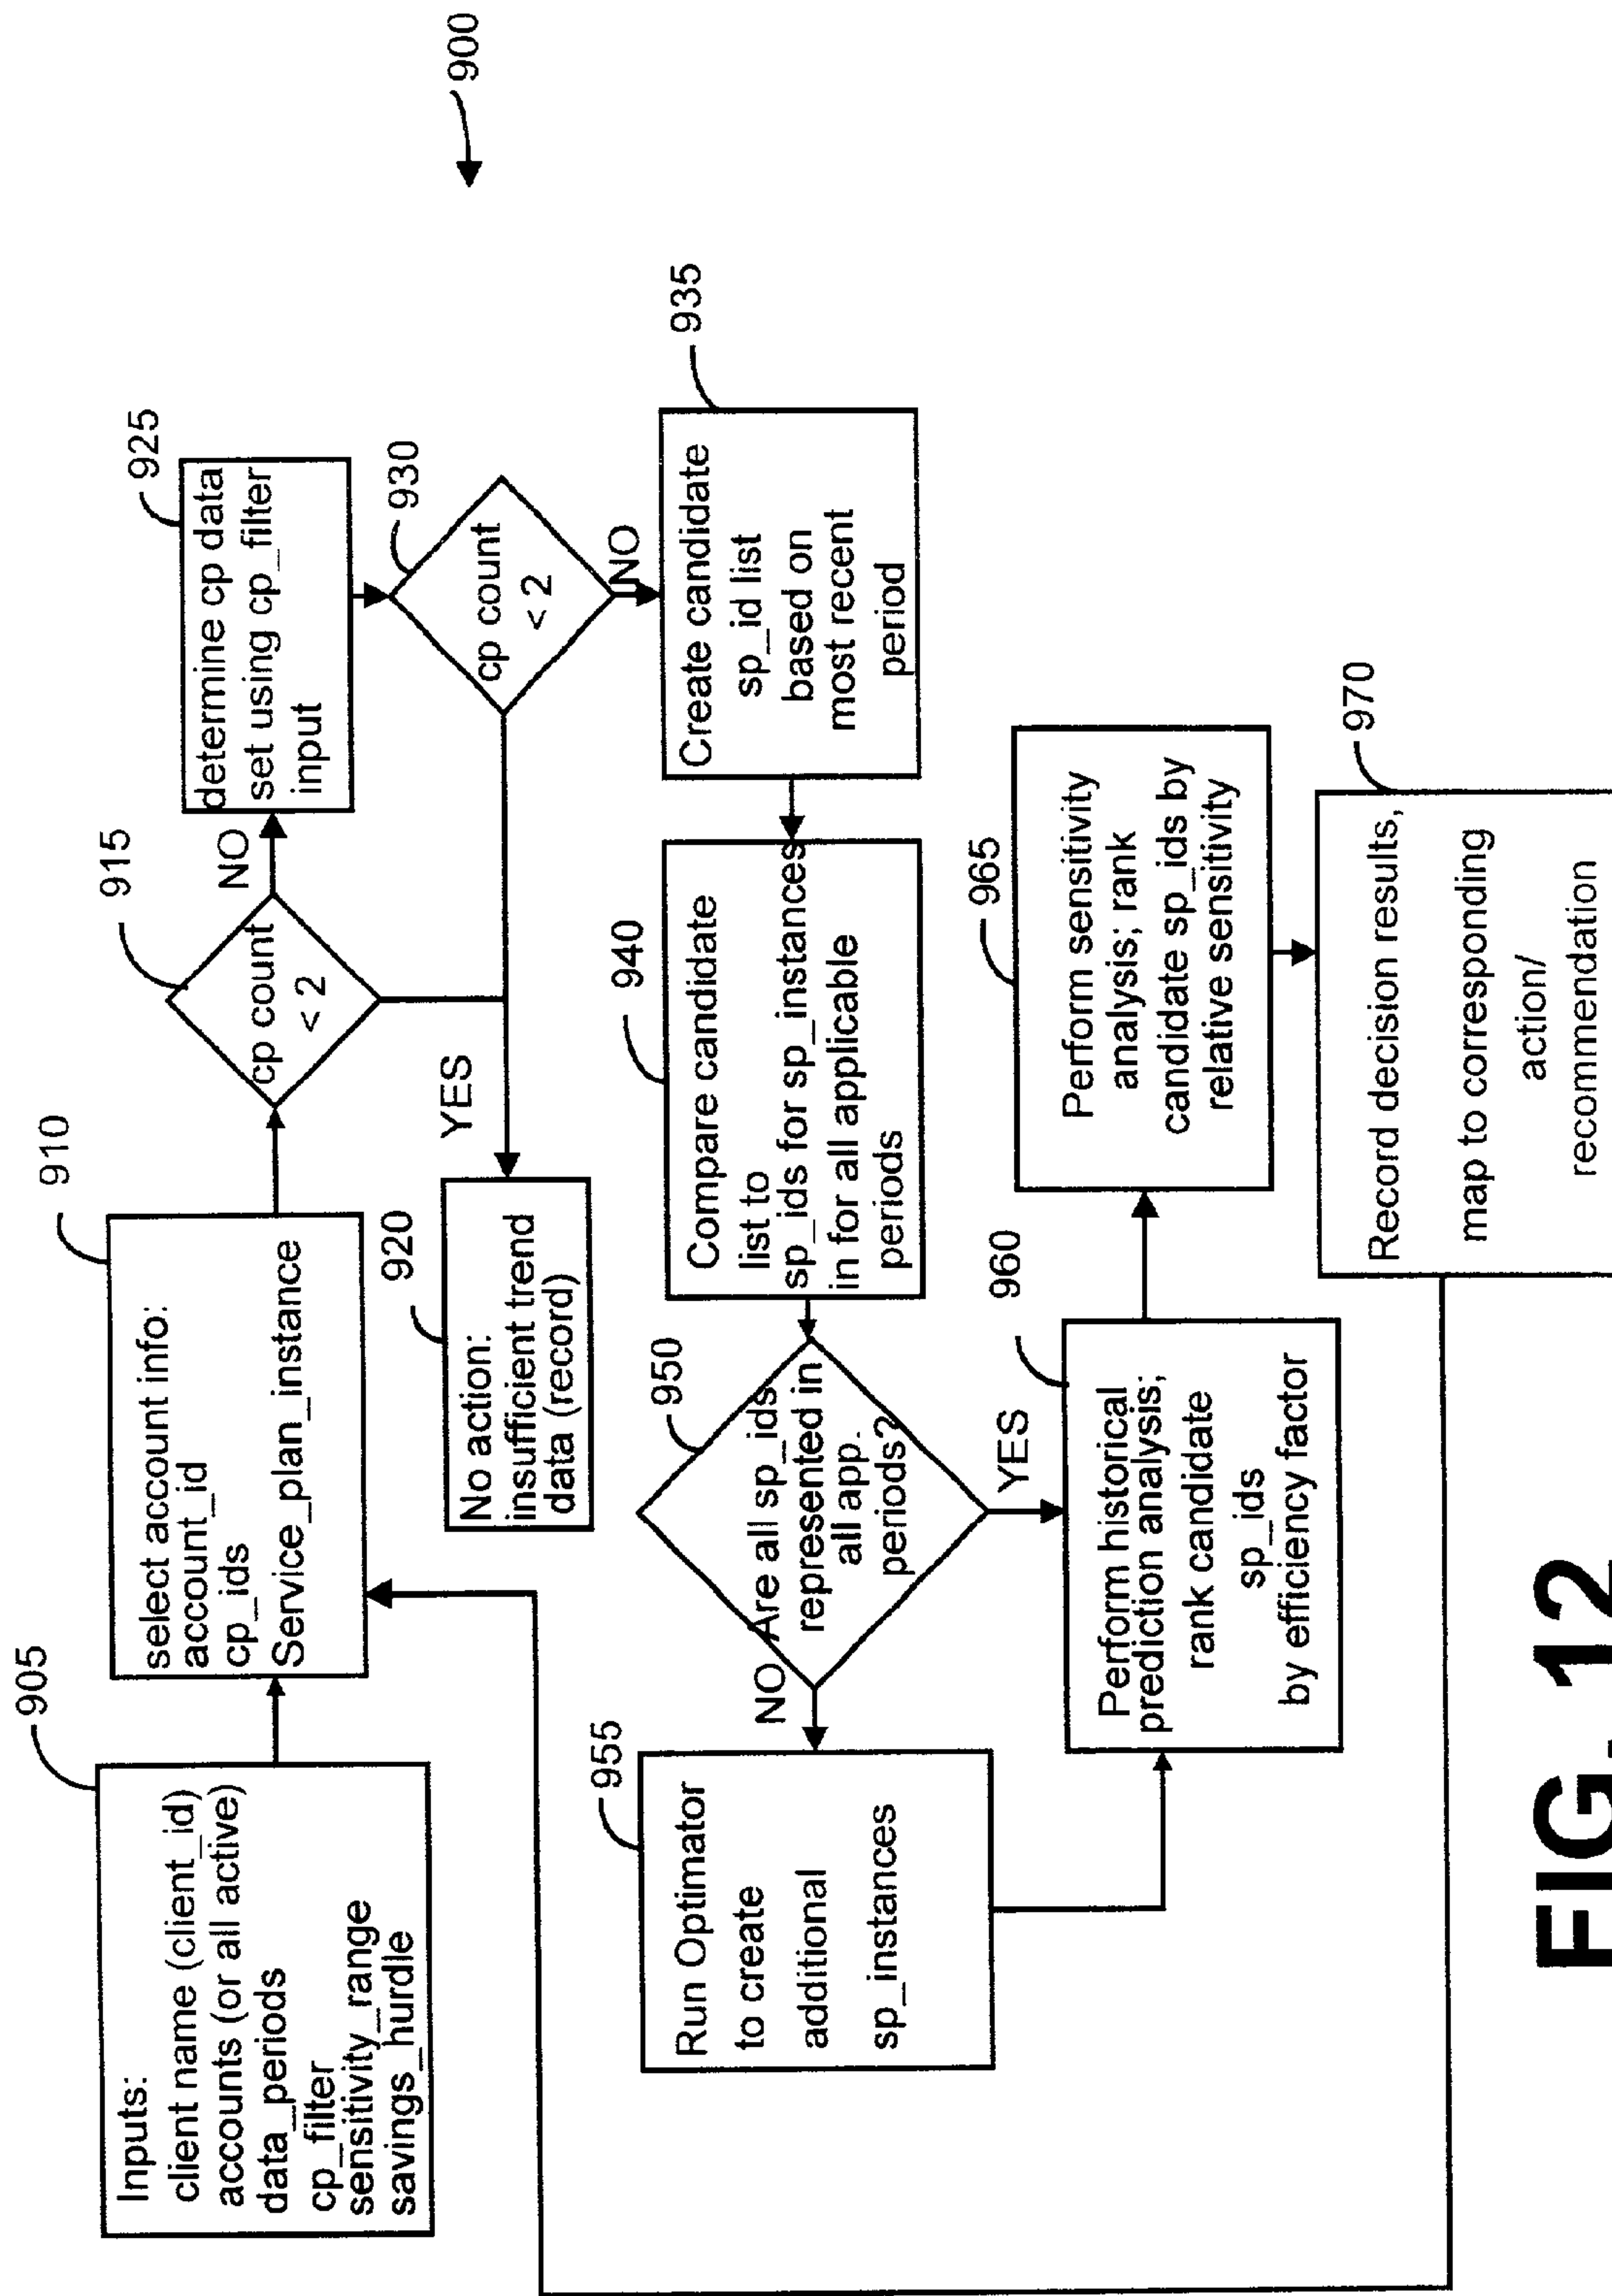 900
905
Inputs:
client name (client_id)
accounts (or all active)
data_periods
cp_filter
sensitivity_range
savings_hurdle
910
select account info:
account_id
cp_ids
Service_plan_instance
915
cp count
< 2
NO
YES
920
No action:
insufficient trend
data (record)
925
determine cp data
set using cp_filter
input
930
cp count
< 2
NO
935
Create candidate
sp_id list
based on
most recent
period
940
Compare candidate
list to
sp_ids for sp_instances
in for all applicable
periods
950
Are all sp_ids
represented in
all app.
periods?
NO
YES
955
Run Optimator
to create
additional
sp_instances
960
Perform historical
prediction analysis;
rank candidate
sp_ids
by efficiency factor
965
Perform sensitivity
analysis; rank
candidate sp_ids by
relative sensitivity
970
Record decision results,
map to corresponding
action/
recommendation
FIG. 12